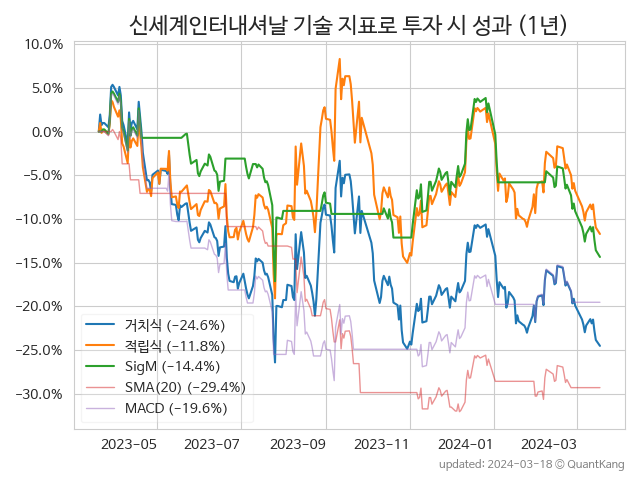 신세계인터내셔날 기술 지표로 투자 시 성과 (1년)
10.0%
5.0%
0.0%
−5.0%
−10.0%
−15.0%
−20.0%
−25.0%
−30.0%
거치식 (−24.6%)
적립식 (−11.8%)
SigM (−14.4%)
SMA(20) (−29.4%)
MACD (−19.6%)
2023−05 2023−07 2023−09 2023−11 2024−01 2024−03
updated: 2024-03-18 © QuantKang